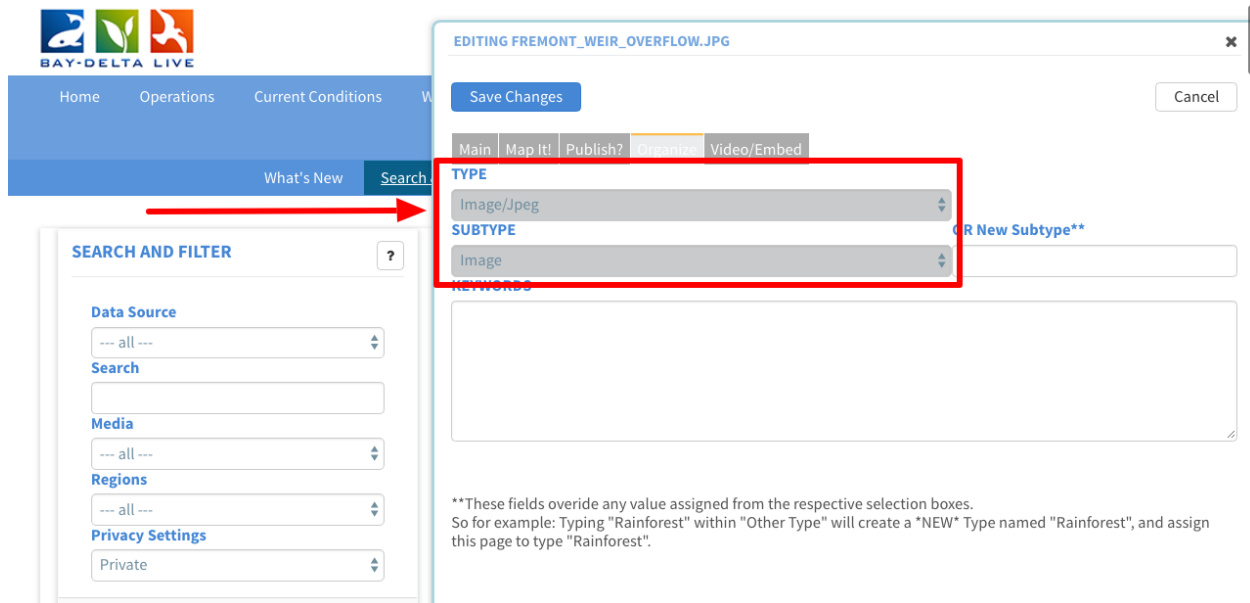 BAY-DELTA LIVE
Home Operations Current Conditions W
What's New Search
EDITING FREMONT_WEIR_OVERFLOW.JPG
Save Changes Cancel
Main Map It! Publish? Organize Video/Embed
TYPE
Image/Jpeg
SUBTYPE
R New Subtype**
Image
KEYWORDS
**These fields overide any value assigned from the respective selection boxes.
So for example: Typing "Rainforest" within "Other Type" will create a *NEW* Type named "Rainforest", and assign
this page to type "Rainforest".
SEARCH AND FILTER ?
Data Source
--- all ---
Search
Media
--- all ---
Regions
--- all ---
Privacy Settings
Private